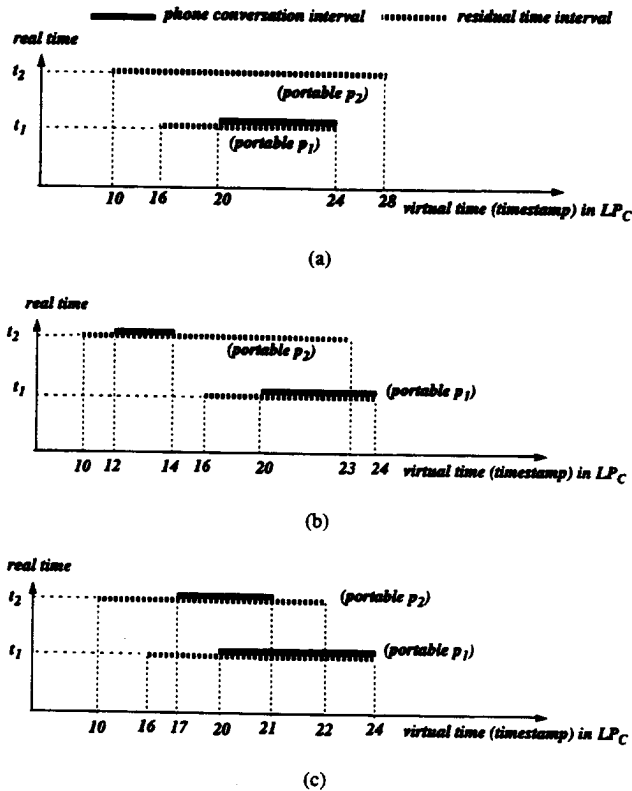 phone conversation interval residual time interval
real time
t2
(portable p2)
t1
(portable p1)
10 16 20 24 28
virtual time (timestamp) in LPC
(a)
real time
t2
(portable p2)
t1
(portable p1)
10 12 14 16 20 23 24
virtual time (timestamp) in LPC
(b)
real time
t2
(portable p2)
t1
(portable p1)
10 16 17 20 21 22 24
virtual time (timestamp) in LPC
(c)